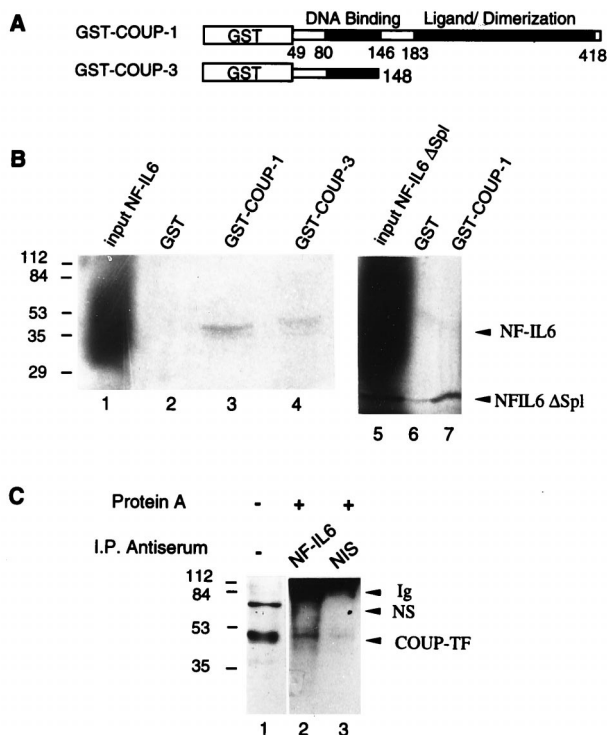 A
DNA Binding Ligand/ Dimerization
GST-COUP-1 GST
49 80 146 183 418
GST-COUP-3 GST 148
B
input NF-IL6
GST
GST-COUP-1
GST-COUP-3
input NF-IL6 ΔSpl
GST
GST-COUP-1
112
84
53
35
29
NF-IL6
NFIL6 ΔSpl
1 2 3 4 5 6 7
C
Protein A - + +
I.P. Antiserum - NF-IL6 NIS
112
84
53
35
Ig
NS
COUP-TF
1 2 3